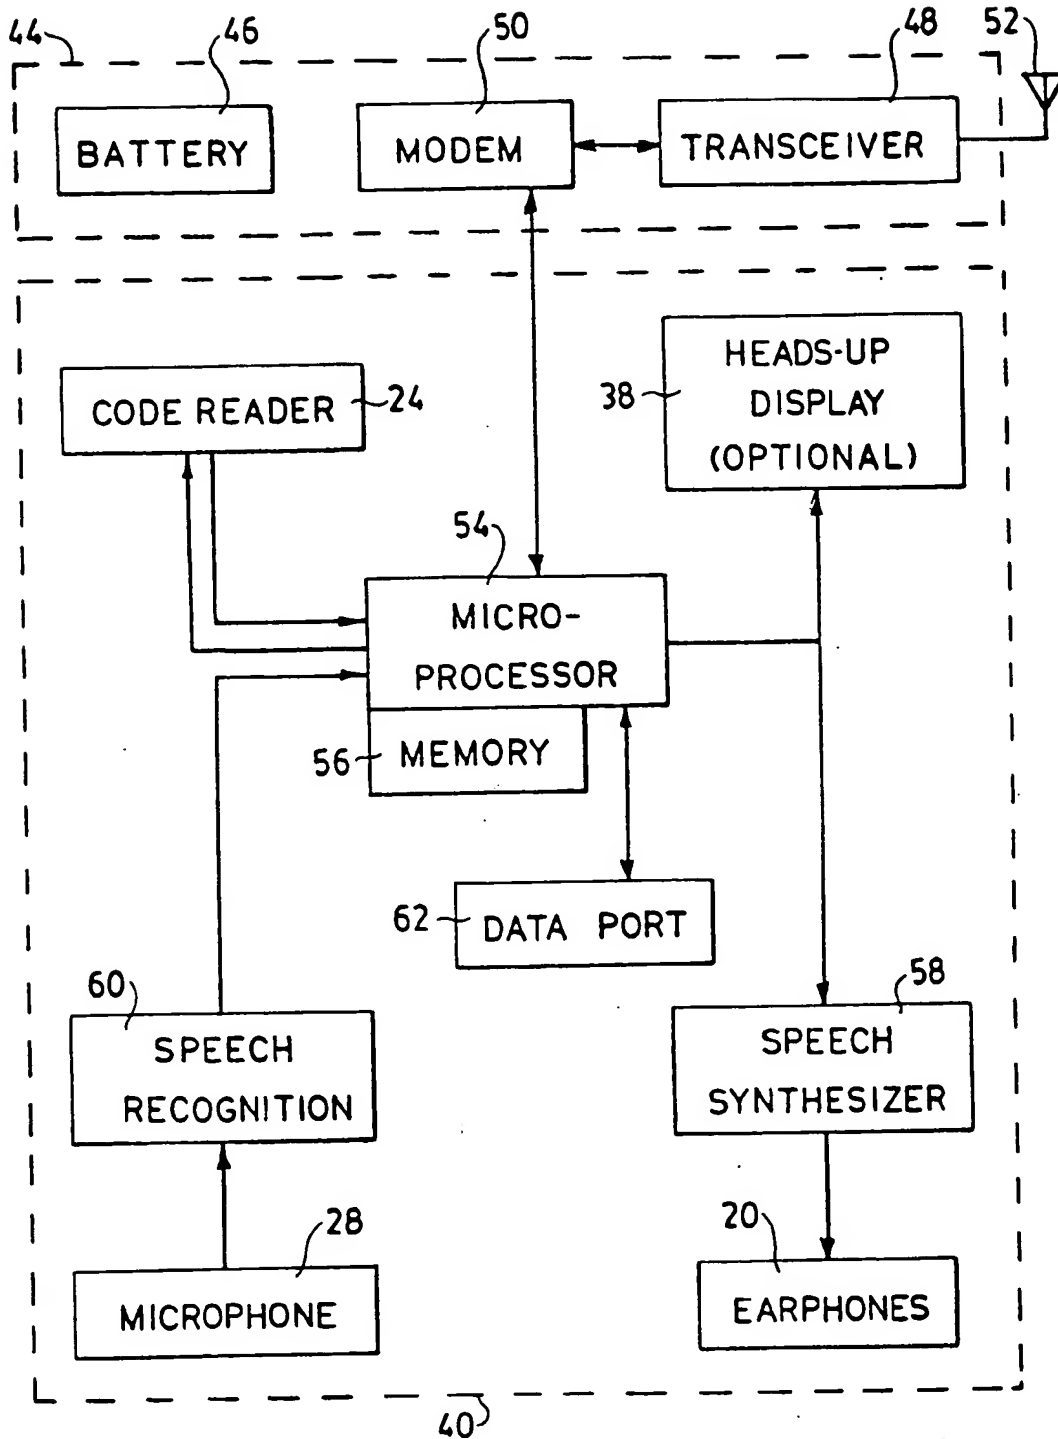 44
46
50
48
52
BATTERY
MODEM
TRANSCEIVER
CODE READER
24
38
HEADS-UP
DISPLAY
(OPTIONAL)
54
MICRO-
PROCESSOR
56
MEMORY
62
DATA PORT
60
SPEECH
RECOGNITION
58
SPEECH
SYNTHESIZER
28
MICROPHONE
20
EARPHONES
40